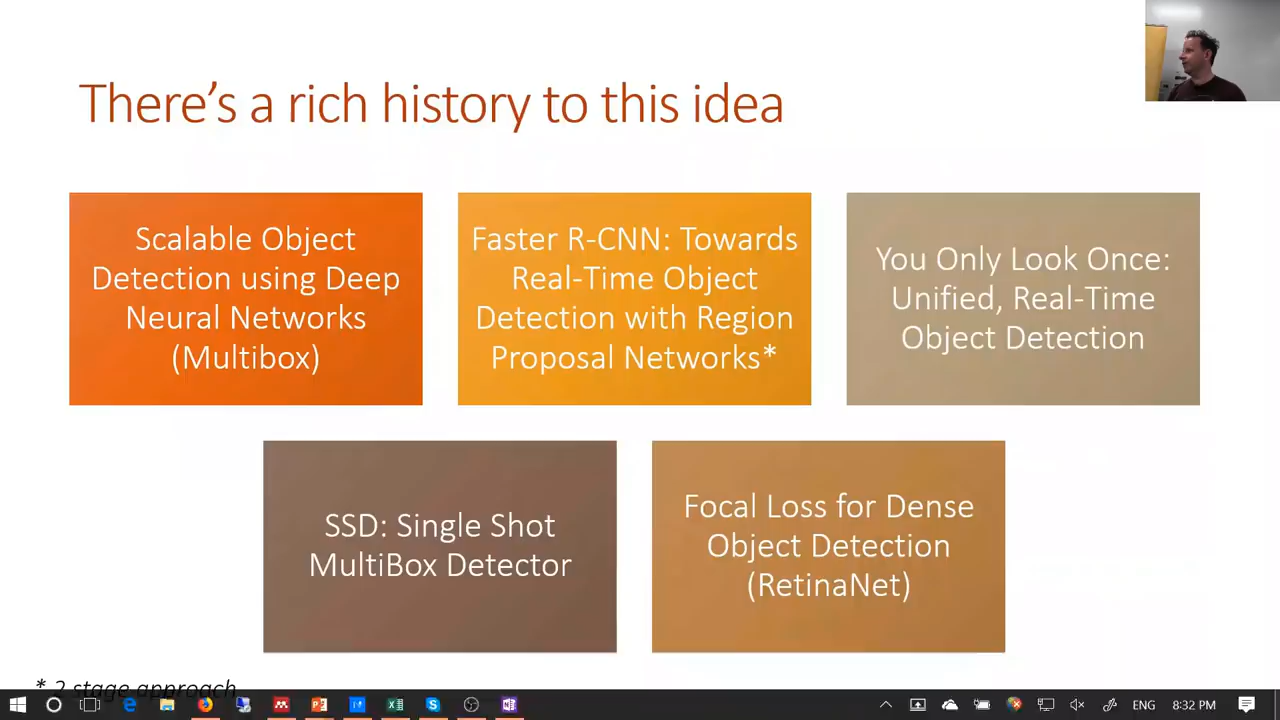 There's a rich history to this idea
Scalable Object
Detection using Deep
Neural Networks
(Multibox)
Faster R-CNN: Towards
Real-Time Object
Detection with Region
Proposal Networks*
You Only Look Once:
Unified, Real-Time
Object Detection
SSD: Single Shot
MultiBox Detector
Focal Loss for Dense
Object Detection
(RetinaNet)
* 2 stage approach
ENG
8:32 PM